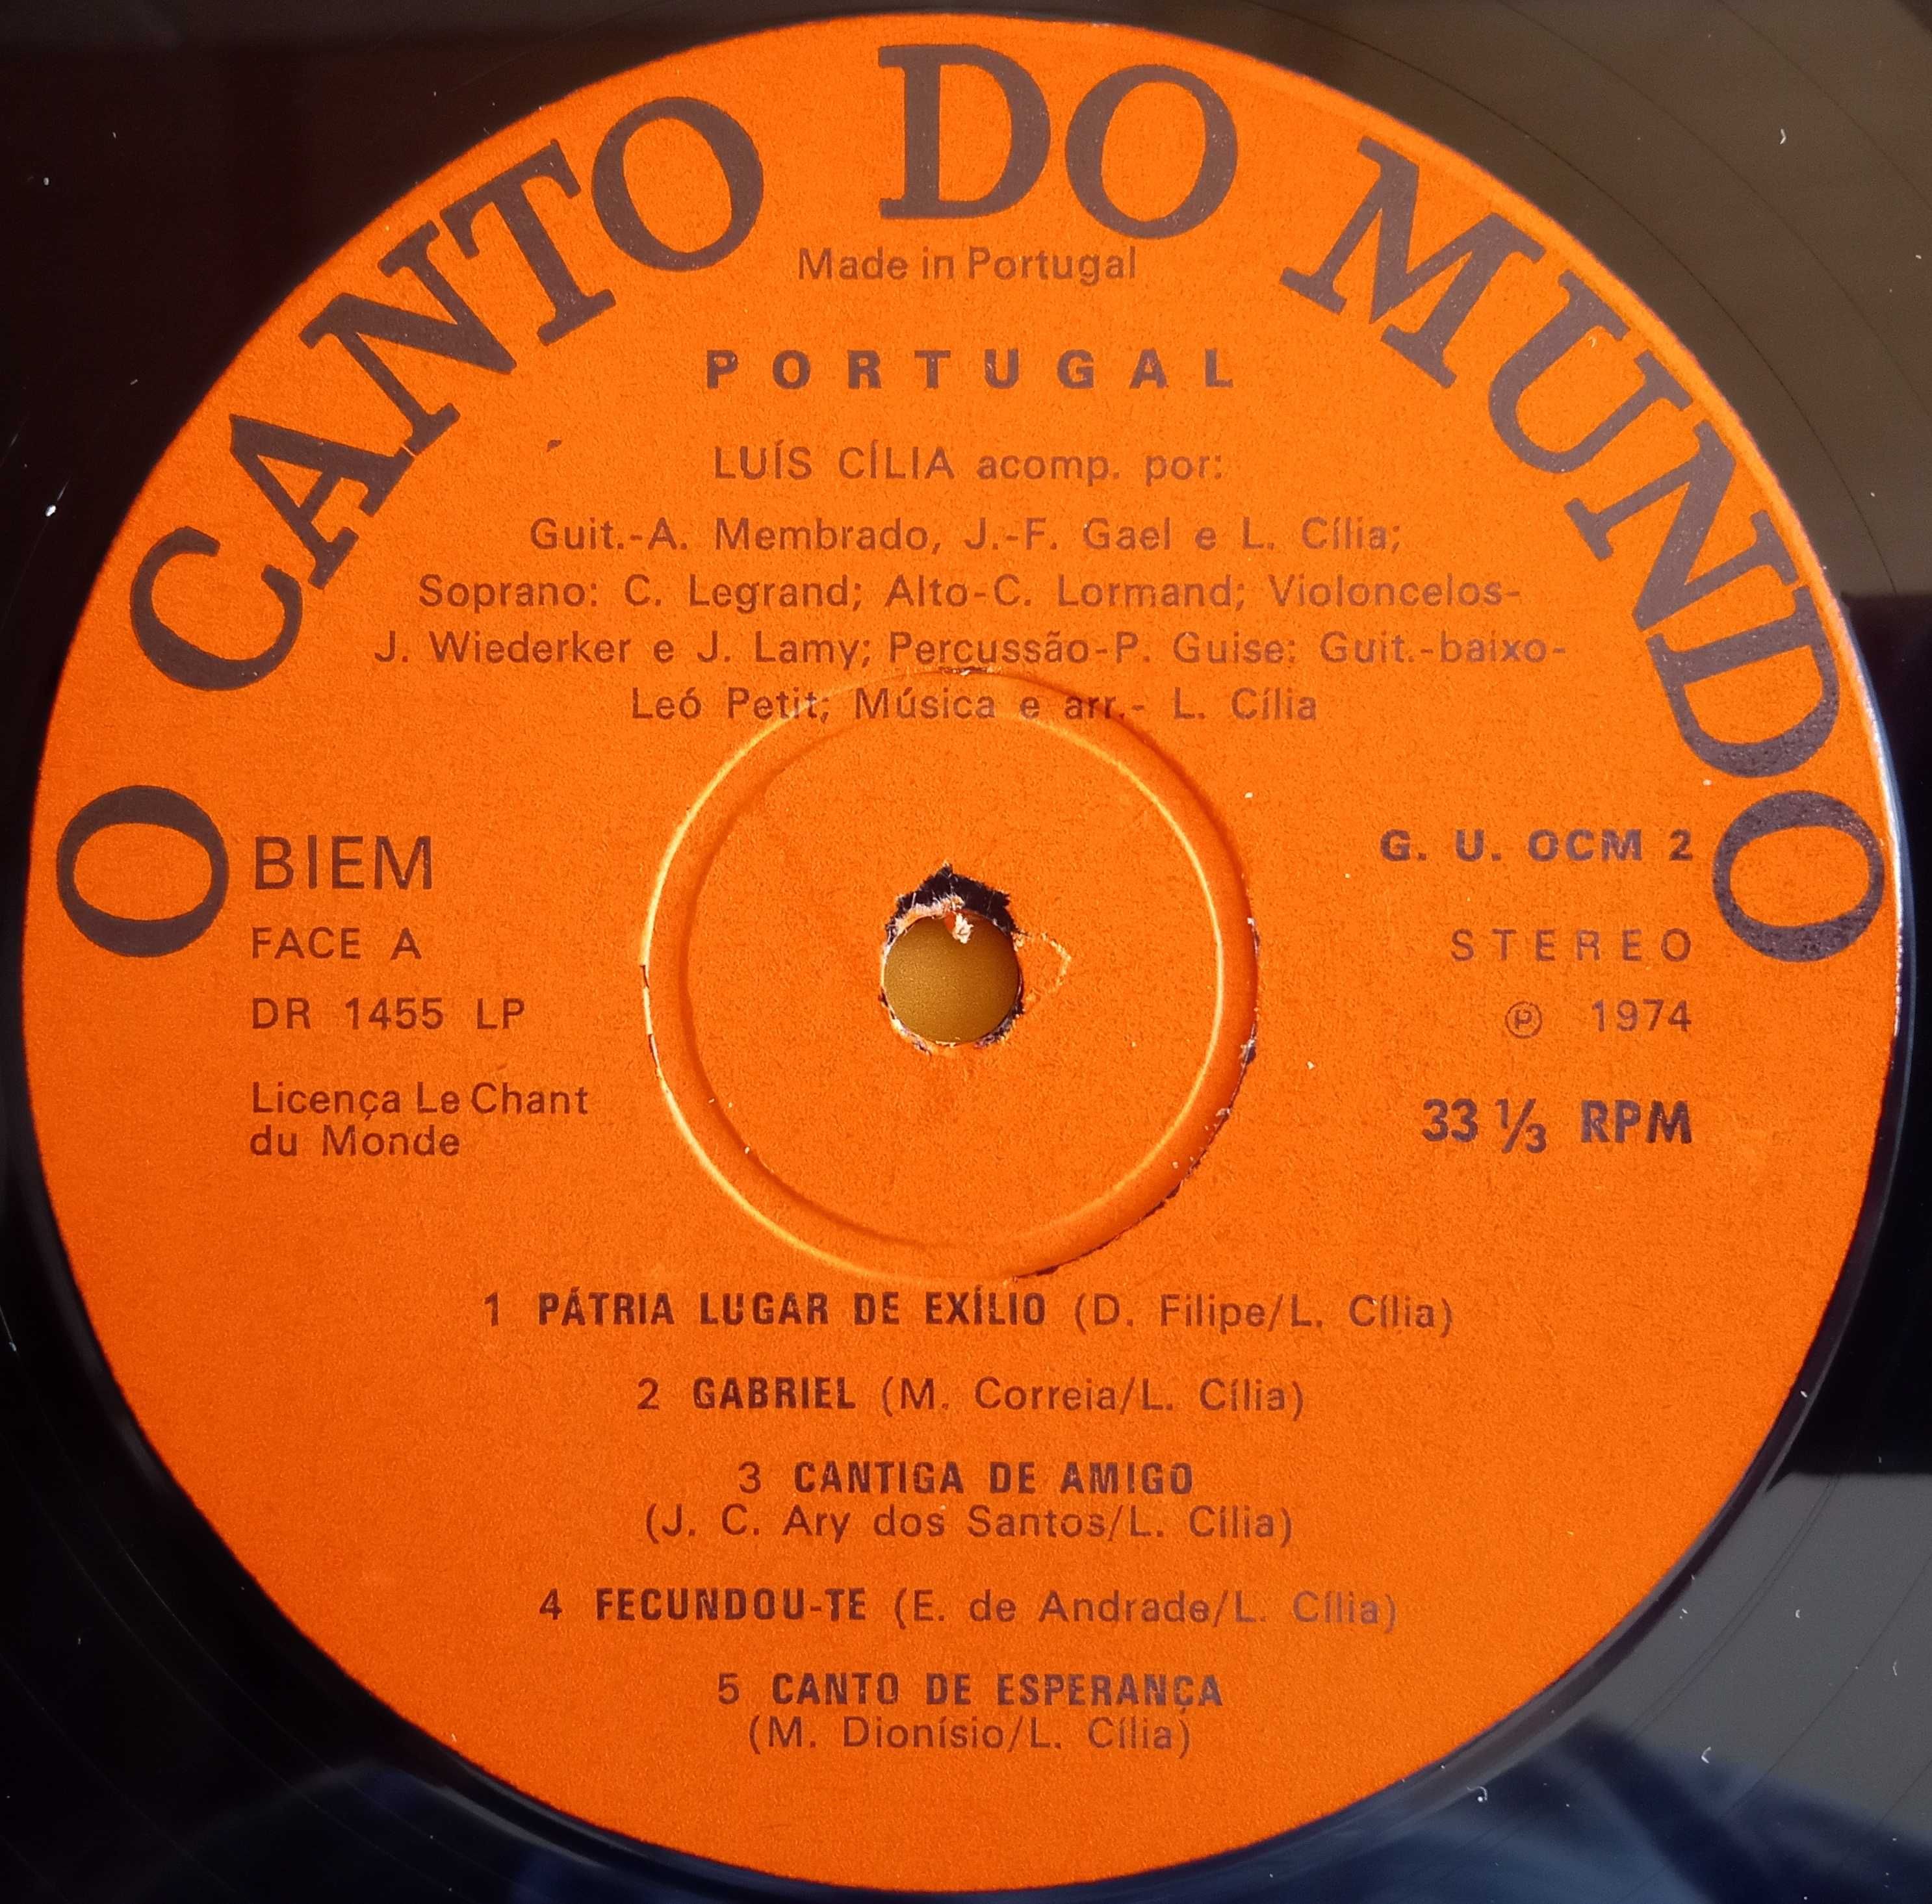 O CANTO DO MUNDO
Made in Portugal
PORTUGAL
LUÍS CÍLIA acomp. por:
Guit.-A. Membrado, J.-F. Gael e L. Cília;
Soprano: C. Legrand; Alto-C. Lormand; Violoncelos-
J. Wiederker e J. Lamy; Percussão-P. Guise; Guit.-baixo-
Leó Petit; Música e arr.- L. Cília
BIEM
FACE A
DR 1455 LP
Licença Le Chant
du Monde
G. U. OCM 2
STEREO
℗ 1974
33 ⅓ RPM
1 PÁTRIA LUGAR DE EXÍLIO (D. Filipe/L. Cília)
2 GABRIEL (M. Correia/L. Cília)
3 CANTIGA DE AMIGO
(J. C. Ary dos Santos/L. Cília)
4 FECUNDOU-TE (E. de Andrade/L. Cília)
5 CANTO DE ESPERANÇA
(M. Dionísio/L. Cília)